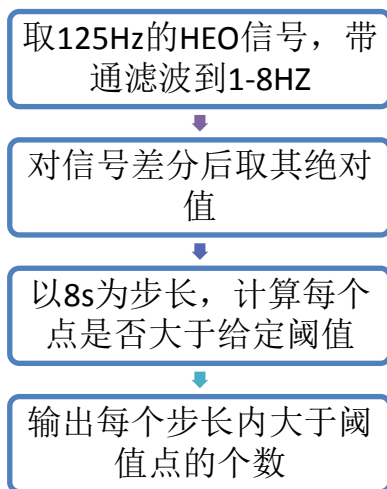 取125Hz的HEO信号，带
通滤波到1-8HZ
对信号差分后取其绝对
值
以8s为步长，计算每个
点是否大于给定阈值
输出每个步长内大于阈
值点的个数